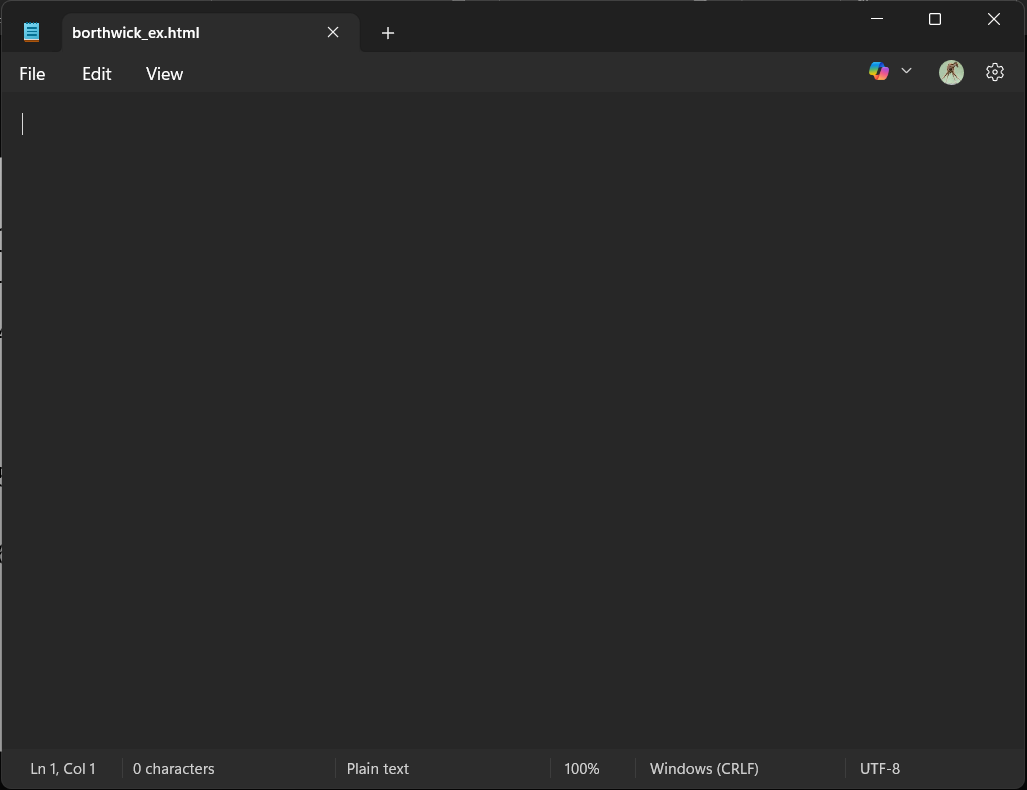 borthwick_ex.html
File Edit View
Ln 1, Col 1 0 characters Plain text 100% Windows (CRLF) UTF-8